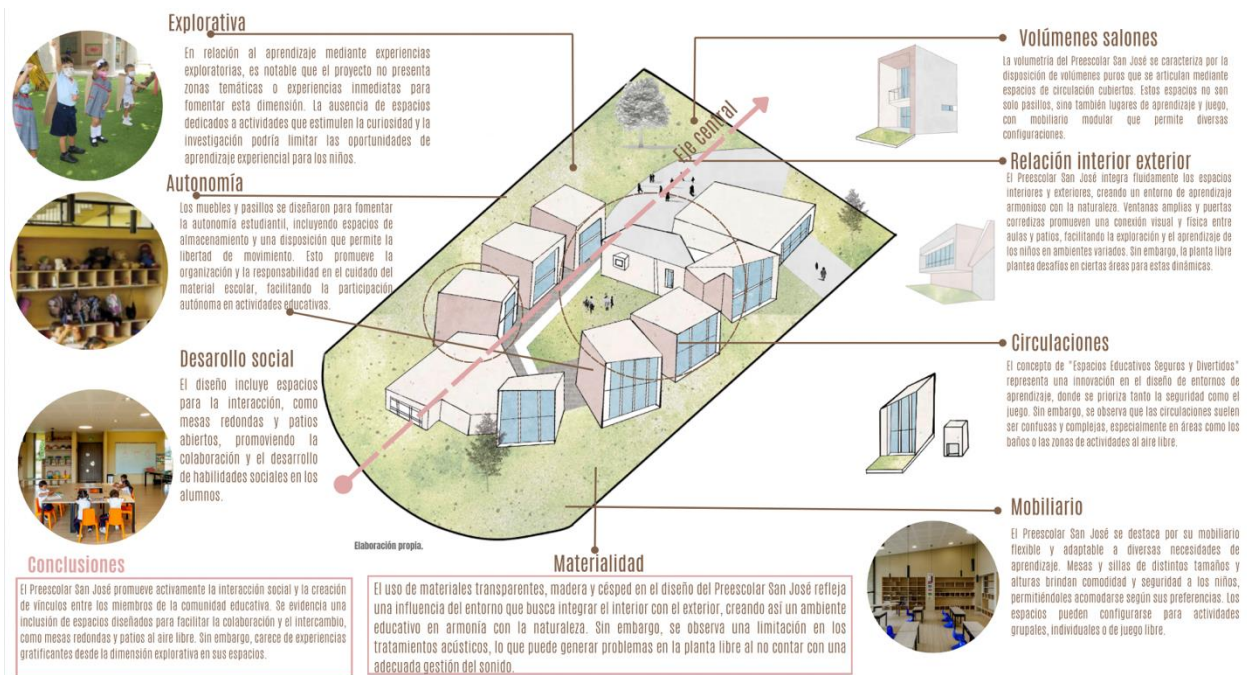 Explorativa
En relación al aprendizaje mediante experiencias
exploratorias, es notable que el proyecto no presenta
zonas temáticas o experiencias inmediatas para
fomentar esta dimensión. La ausencia de espacios
dedicados a actividades que estimulen la curiosidad y la
investigación podría limitar las oportunidades de
aprendizaje experiencial para los niños.
Autonomía
Los muebles y pasillos se diseñaron para fomentar
la autonomía estudiantil, incluyendo espacios de
almacenamiento y una disposición que permite la
libertad de movimiento. Esto promueve la
organización y la responsabilidad en el cuidado del
material escolar, facilitando la participación
autónoma en actividades educativas.
Desarollo social
El diseño incluye espacios
para la interacción, como
mesas redondas y patios
abiertos, promoviendo la
colaboración y el desarrollo
de habilidades sociales en los
alumnos.
Eje central
Elaboración propia.
Volúmenes salones
La volumetría del Preescolar San José se caracteriza por la
disposición de volúmenes puros que se articulan mediante
espacios de circulación cubiertos. Estos espacios no son
solo pasillos, sino también lugares de aprendizaje y juego,
con mobiliario modular que permite diversas
configuraciones.
Relación interior exterior
El Preescolar San José integra fluidamente los espacios
interiores y exteriores, creando un entorno de aprendizaje
armonioso con la naturaleza. Ventanas amplias y puertas
corredizas promueven una conexión visual y física entre
aulas y patios, facilitando la exploración y el aprendizaje de
los niños en ambientes variados. Sin embargo, la planta libre
plantea desafíos en ciertas áreas para estas dinámicas.
Circulaciones
El concepto de "Espacios Educativos Seguros y Divertidos"
representa una innovación en el diseño de entornos de
aprendizaje, donde se prioriza tanto la seguridad como el
juego. Sin embargo, se observa que las circulaciones suelen
ser confusas y complejas, especialmente en áreas como los
baños o las zonas de actividades al aire libre.
Mobiliario
El Preescolar San José se destaca por su mobiliario
flexible y adaptable a diversas necesidades de
aprendizaje. Mesas y sillas de distintos tamaños y
alturas brindan comodidad y seguridad a los niños,
permitiéndoles acomodarse según sus preferencias. Los
espacios pueden configurarse para actividades
grupales, individuales o de juego libre.
Conclusiones
El Preescolar San José promueve activamente la interacción social y la creación
de vínculos entre los miembros de la comunidad educativa. Se evidencia una
inclusión de espacios diseñados para facilitar la colaboración y el intercambio,
como mesas redondas y patios al aire libre. Sin embargo, carece de experiencias
gratificantes desde la dimensión explorativa en sus espacios.
Materialidad
El uso de materiales transparentes, madera y césped en el diseño del Preescolar San José refleja
una influencia del entorno que busca integrar el interior con el exterior, creando así un ambiente
educativo en armonía con la naturaleza. Sin embargo, se observa una limitación en los
tratamientos acústicos, lo que puede generar problemas en la planta libre al no contar con una
adecuada gestión del sonido.